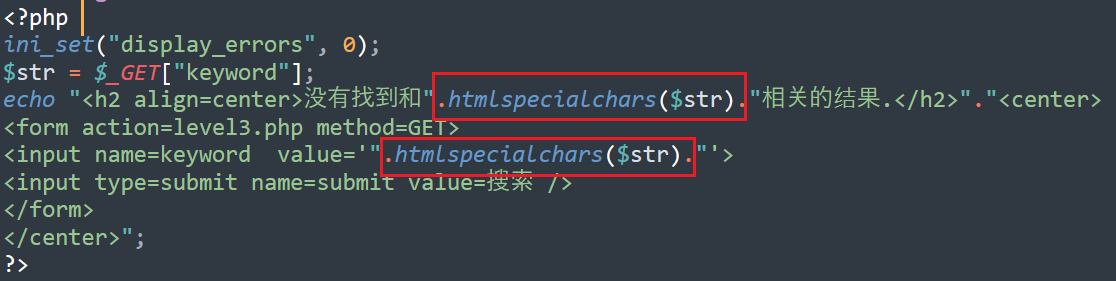 <?php
ini_set("display_errors", 0);
$str = $_GET["keyword"];
echo "<h2 align=center>没有找到和".htmlspecialchars($str)."相关的结果.</h2>"."<center>
<form action=level3.php method=GET>
<input name=keyword  value='".htmlspecialchars($str)."'>
<input type=submit name=submit value=搜索 />
</form>
</center>";
?>